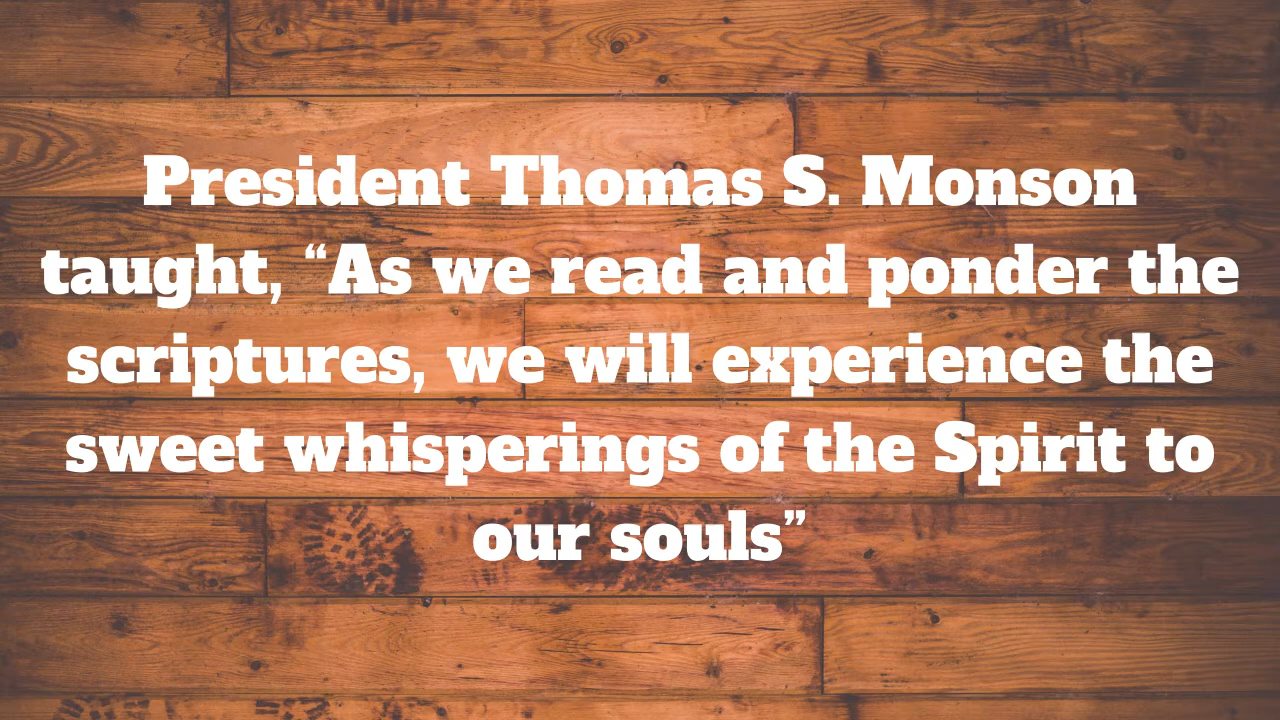 President Thomas S. Monson
taught, “As we read and ponder the
scriptures, we will experience the
sweet whisperings of the Spirit to
our souls”